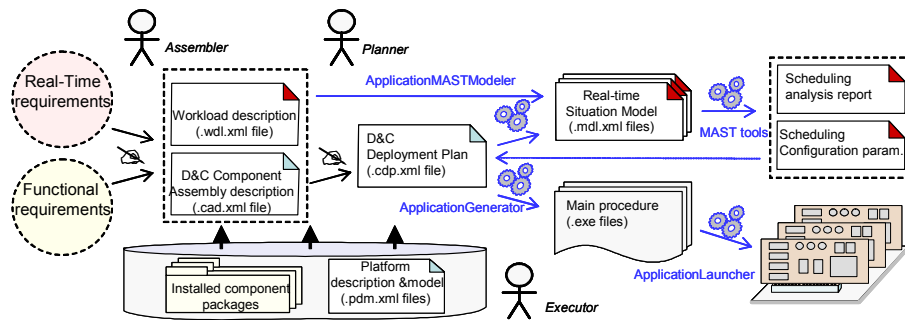 Assembler
Planner
Real-Time
requirements
Functional
requirements
Workload description
(.wdl.xml file)
D&C Component
Assembly description
(.cad.xml file)
ApplicationMASTModeler
D&C
Deployment Plan
(.cdp.xml file)
ApplicationGenerator
Real-time
Situation Model
(.mdl.xml files)
MAST tools
Scheduling
analysis report
Scheduling
Configuration param.
Main procedure
(.exe files)
ApplicationLauncher
Installed component
packages
Platform
description &model
(.pdm.xml files)
Executor